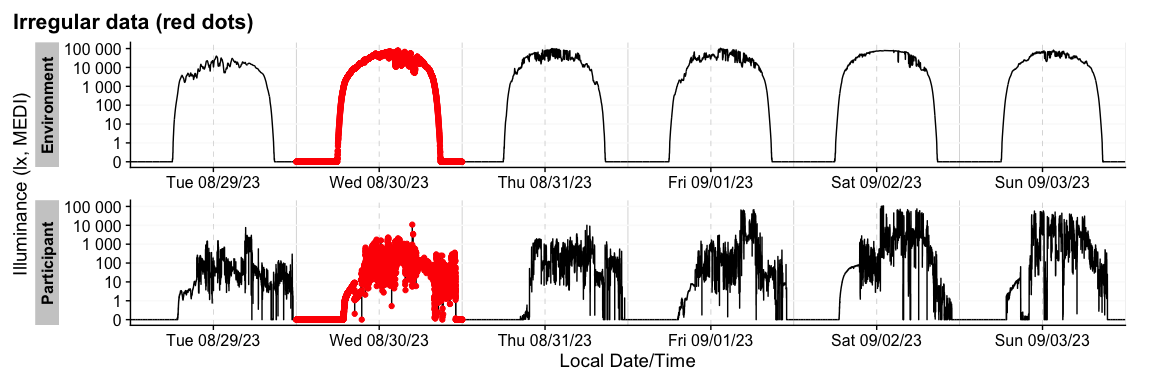 Irregular data (red dots)
Illuminance (lx, MEDI)
Environment
100 000
10 000
1 000
100
10
1
0
Tue 08/29/23 Wed 08/30/23 Thu 08/31/23 Fri 09/01/23 Sat 09/02/23 Sun 09/03/23
Participant
100 000
10 000
1 000
100
10
1
0
Tue 08/29/23 Wed 08/30/23 Thu 08/31/23 Fri 09/01/23 Sat 09/02/23 Sun 09/03/23
Local Date/Time